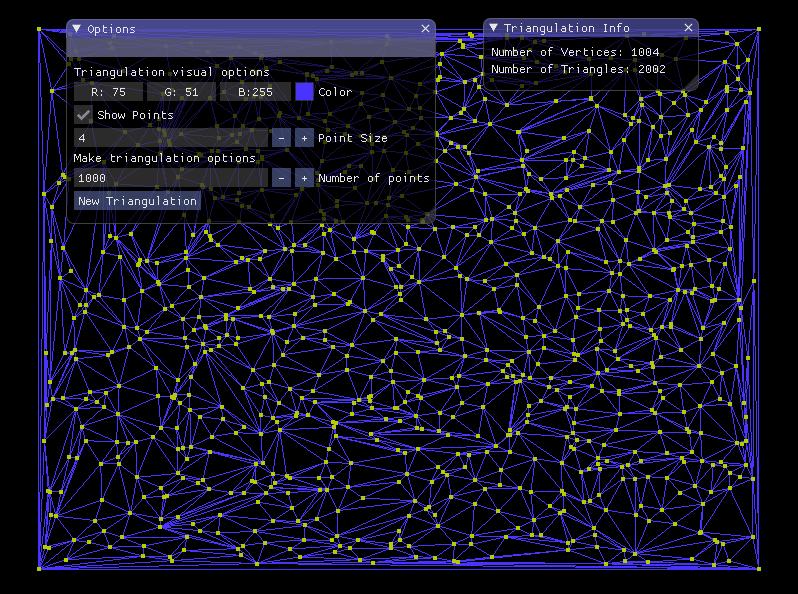 Options
Triangulation visual options
R: 75 G: 51 B:255 Color
Show Points
4 - + Point Size
Make triangulation options
1000 - + Number of points
New Triangulation
Triangulation Info
Number of Vertices: 1004
Number of Triangles: 2002